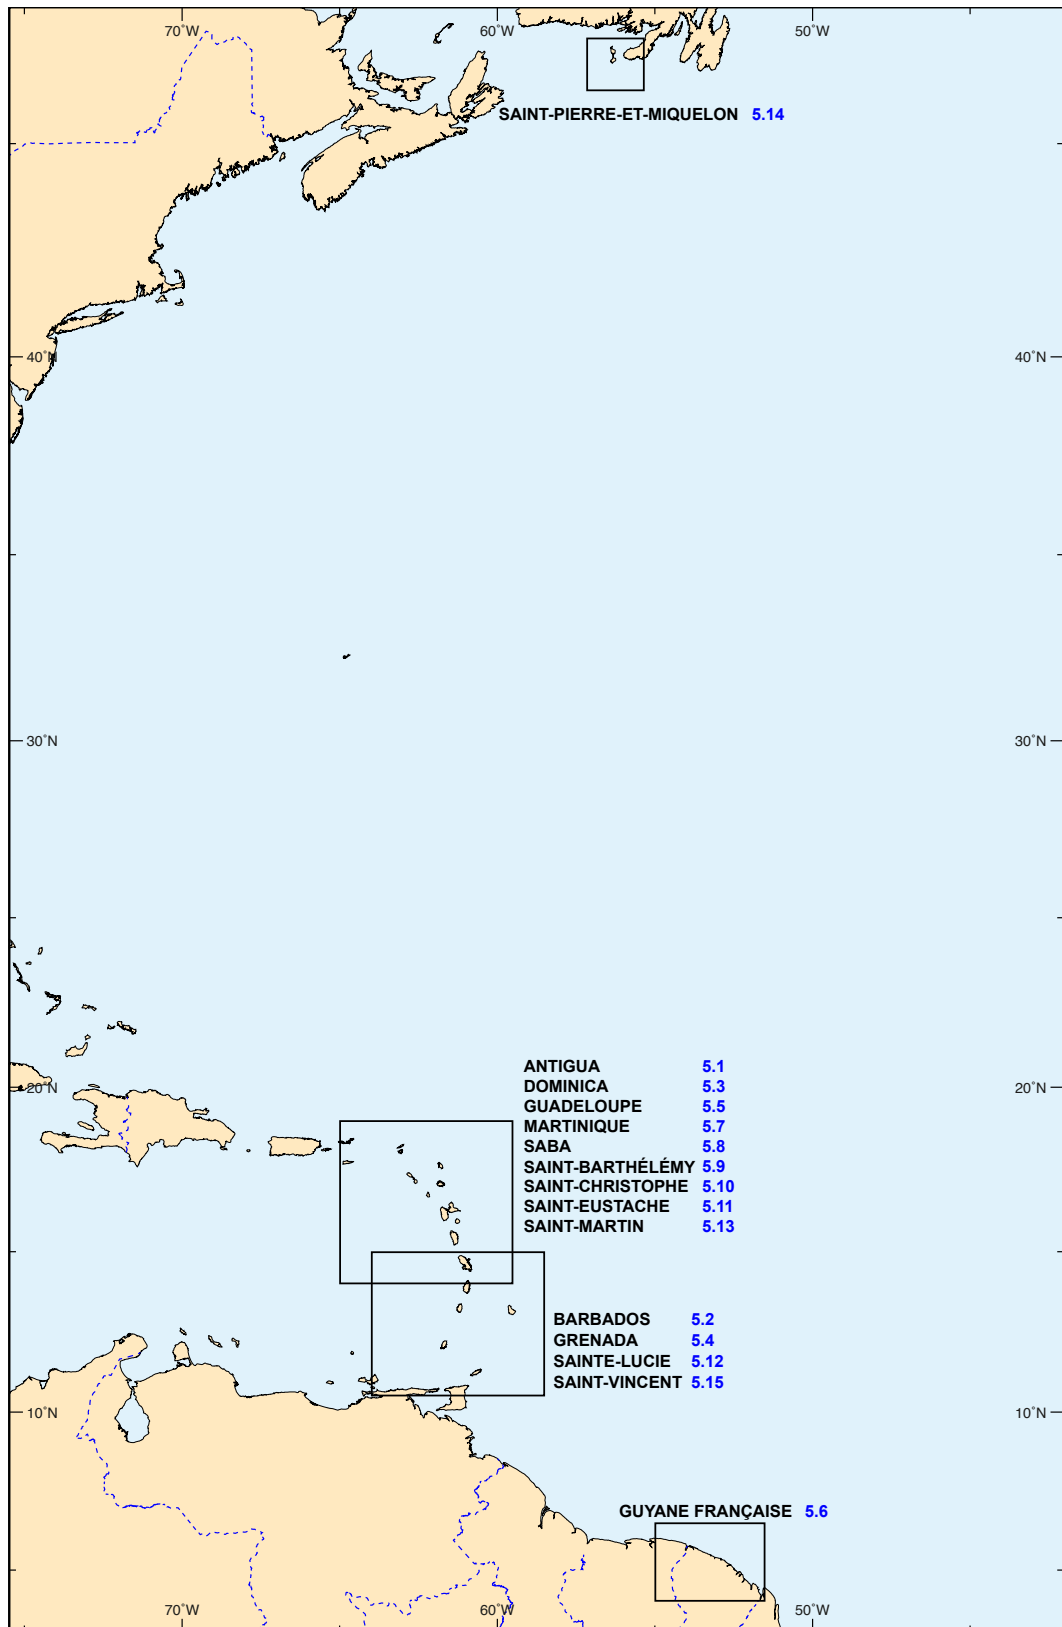 70°W 60°W 50°W
SAINT-PIERRE-ET-MIQUELON 5.14
40°N 40°N
30°N 30°N
ANTIGUA 5.1
20°N DOMINICA 5.3 20°N
GUADELOUPE 5.5
MARTINIQUE 5.7
SABA 5.8
SAINT-BARTHÉLÉMY 5.9
SAINT-CHRISTOPHE 5.10
SAINT-EUSTACHE 5.11
SAINT-MARTIN 5.13
BARBADOS 5.2
GRENADA 5.4
SAINTE-LUCIE 5.12
SAINT-VINCENT 5.15
10°N 10°N
GUYANE FRANÇAISE 5.6
70°W 60°W 50°W